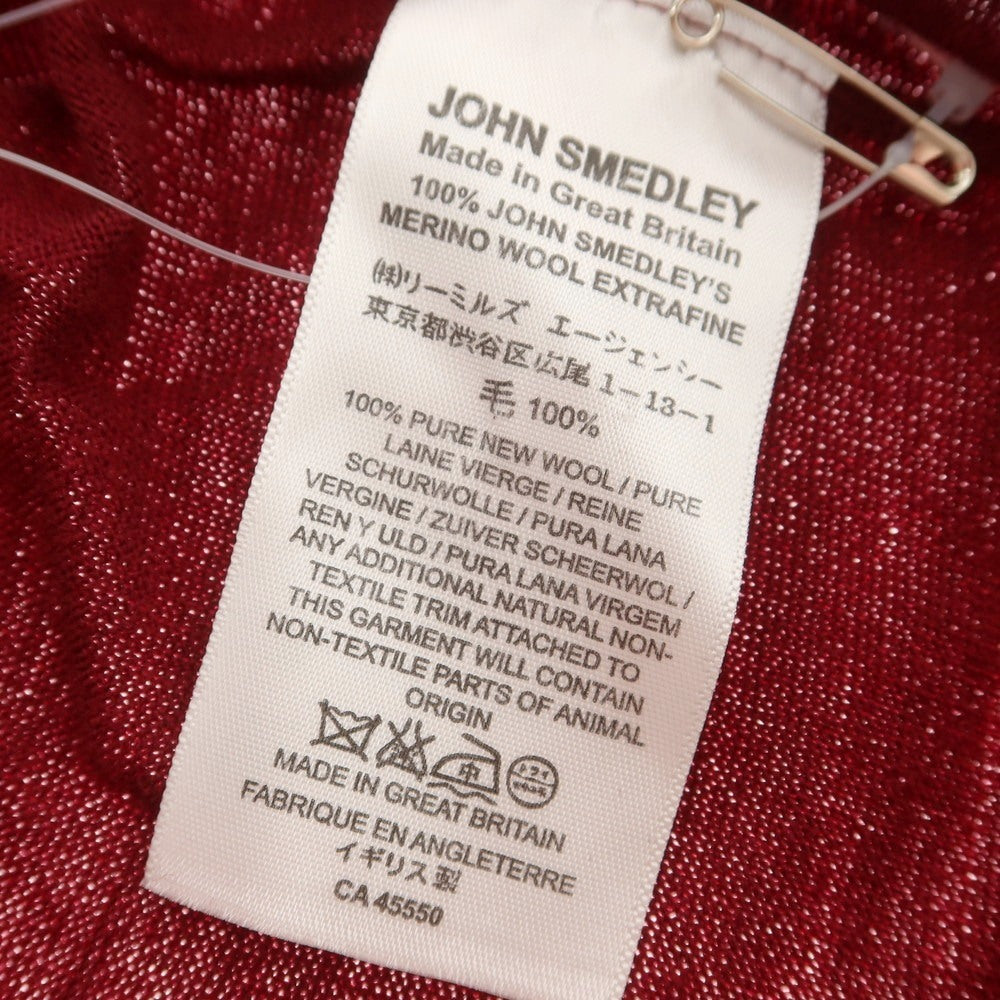 JOHN SMEDLEY
Made in Great Britain
100% JOHN SMEDLEY'S
MERINO WOOL EXTRAFINE
㈱リーミルズ エージェンシー
東京都渋谷区広尾 1-13-1
毛 100%
100% PURE NEW WOOL / PURE
LAINE VIERGE / REINE
SCHURWOLLE / PURA LANA
VERGINE / ZUIVER SCHEERWOL /
REN Y ULD / PURA LANA VIRGEM
ANY ADDITIONAL NATURAL NON-
TEXTILE TRIM ATTACHED TO
THIS GARMENT WILL CONTAIN
NON-TEXTILE PARTS OF ANIMAL
ORIGIN
中 ドライ
MADE IN GREAT BRITAIN
FABRIQUE EN ANGLETERRE
イギリス製
CA 45550